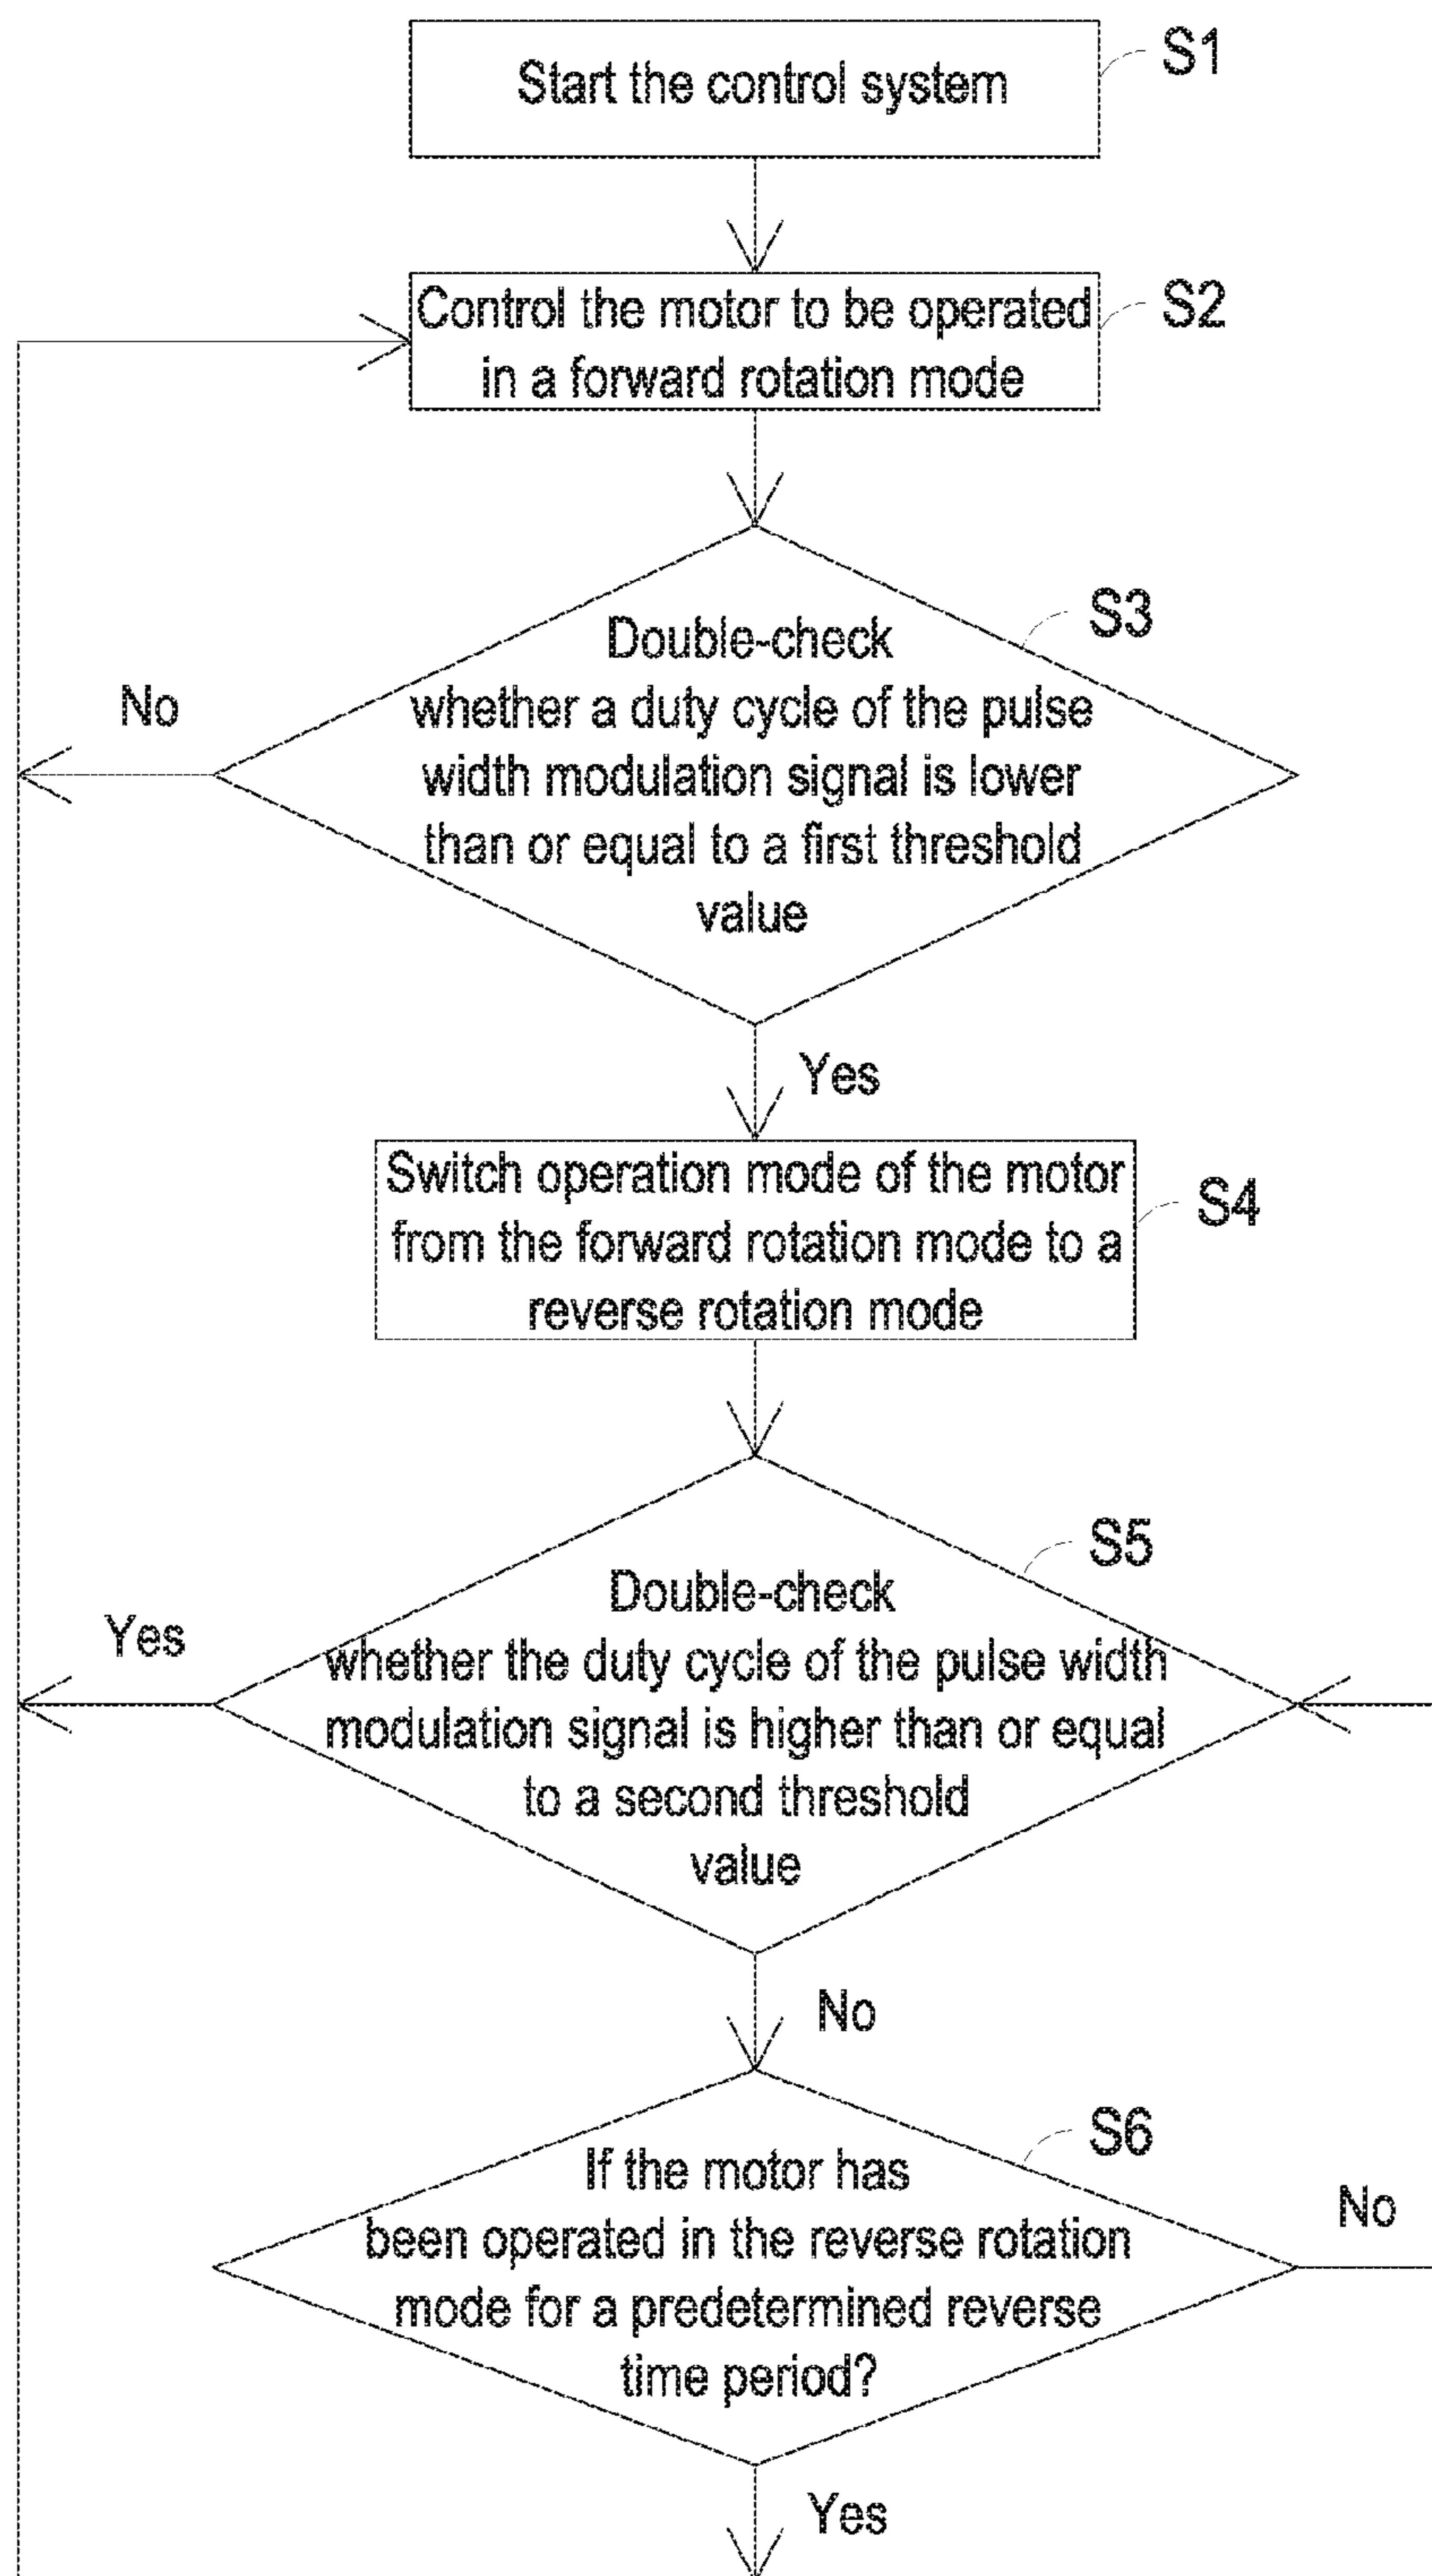 Start the control system
S1
Control the motor to be operated
in a forward rotation mode
S2
Double-check
whether a duty cycle of the pulse
width modulation signal is lower
than or equal to a first threshold
value
S3
No
Yes
Switch operation mode of the motor
from the forward rotation mode to a
reverse rotation mode
S4
Double-check
whether the duty cycle of the pulse width
modulation signal is higher than or equal
to a second threshold
value
S5
Yes
No
If the motor has
been operated in the reverse rotation
mode for a predetermined reverse
time period?
S6
No
Yes